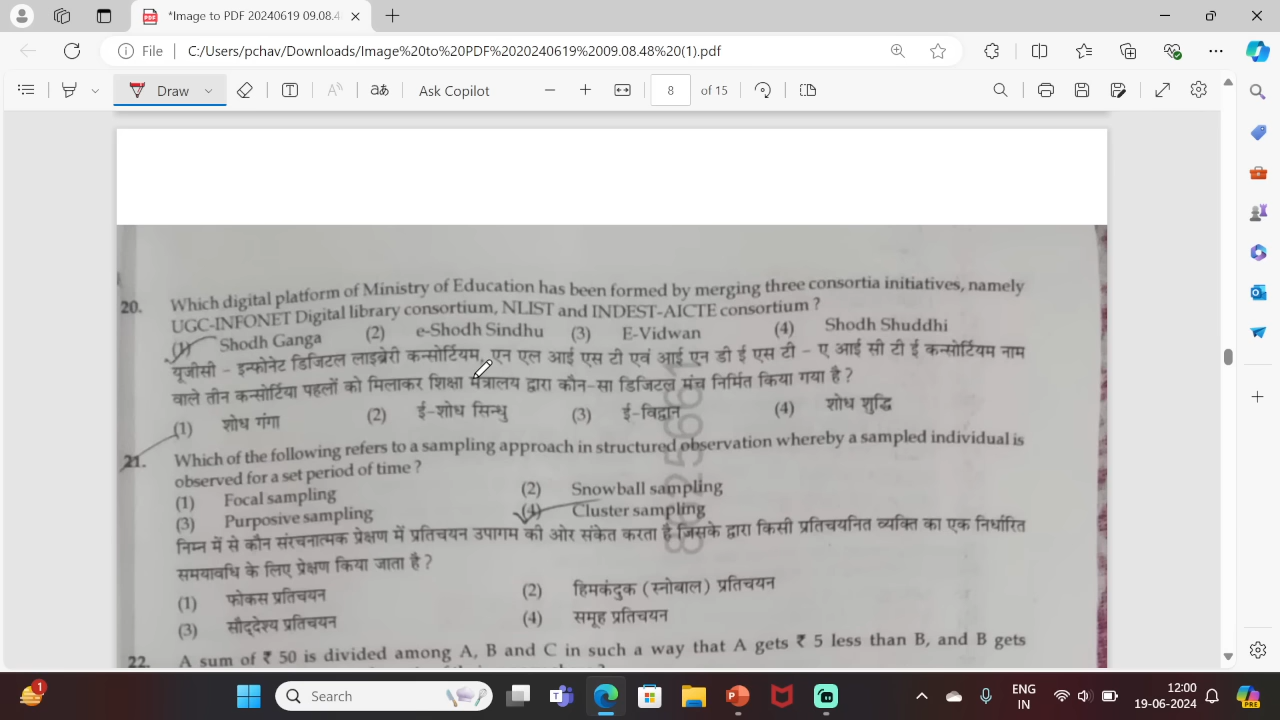 *Image to PDF 20240619 09.08.4
File
C:/Users/pchav/Downloads/Image%20to%20PDF%2020240619%2009.08.48%20(1).pdf
Draw
Ask Copilot
8 of 15
20. Which digital platform of Ministry of Education has been formed by merging three consortia initiatives, namely
UGC-INFONET Digital library consortium, NLIST and INDEST-AICTE consortium ?
(1) Shodh Ganga (2) e-Shodh Sindhu (3) E-Vidwan (4) Shodh Shuddhi
यूजीसी - इन्फोनेट डिजिटल लाइब्रेरी कन्सोर्टियम, एन एल आई एस टी एवं आई एन डी ई एस टी - ए आई सी टी ई कन्सोर्टियम नाम
वाले तीन कन्सोर्टिया पहलों को मिलाकर शिक्षा मंत्रालय द्वारा कौन-सा डिजिटल मंच निर्मित किया गया है ?
(1) शोध गंगा (2) ई-शोध सिन्धु (3) ई-विद्वान (4) शोध शुद्धि
21. Which of the following refers to a sampling approach in structured observation whereby a sampled individual is
observed for a set period of time ?
(1) Focal sampling (2) Snowball sampling
(3) Purposive sampling (4) Cluster sampling
निम्न में से कौन संरचनात्मक प्रेक्षण में प्रतिचयन उपागम की ओर संकेत करता है जिसके द्वारा किसी प्रतिचयनित व्यक्ति का एक निर्धारित
समयावधि के लिए प्रेक्षण किया जाता है ?
(1) फोकस प्रतिचयन (2) हिमकंदुक (स्नोबाल) प्रतिचयन
(3) सौद्देश्य प्रतिचयन (4) समूह प्रतिचयन
22. A sum of ₹ 50 is divided among A, B and C in such a way that A gets ₹ 5 less than B, and B gets
Search
ENG
IN
12:00
19-06-2024